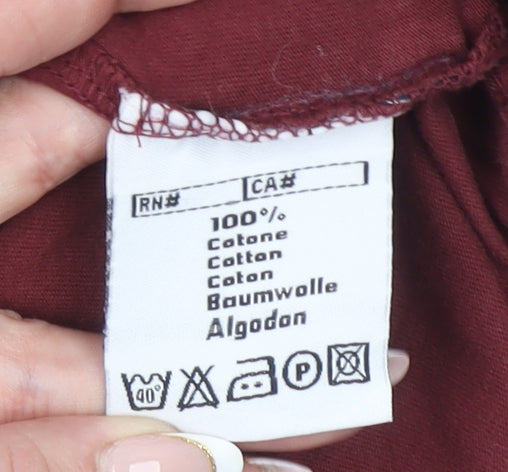 RN# CA#
100%
Cotone
Cotton
Coton
Baumwolle
Algodon
40° P